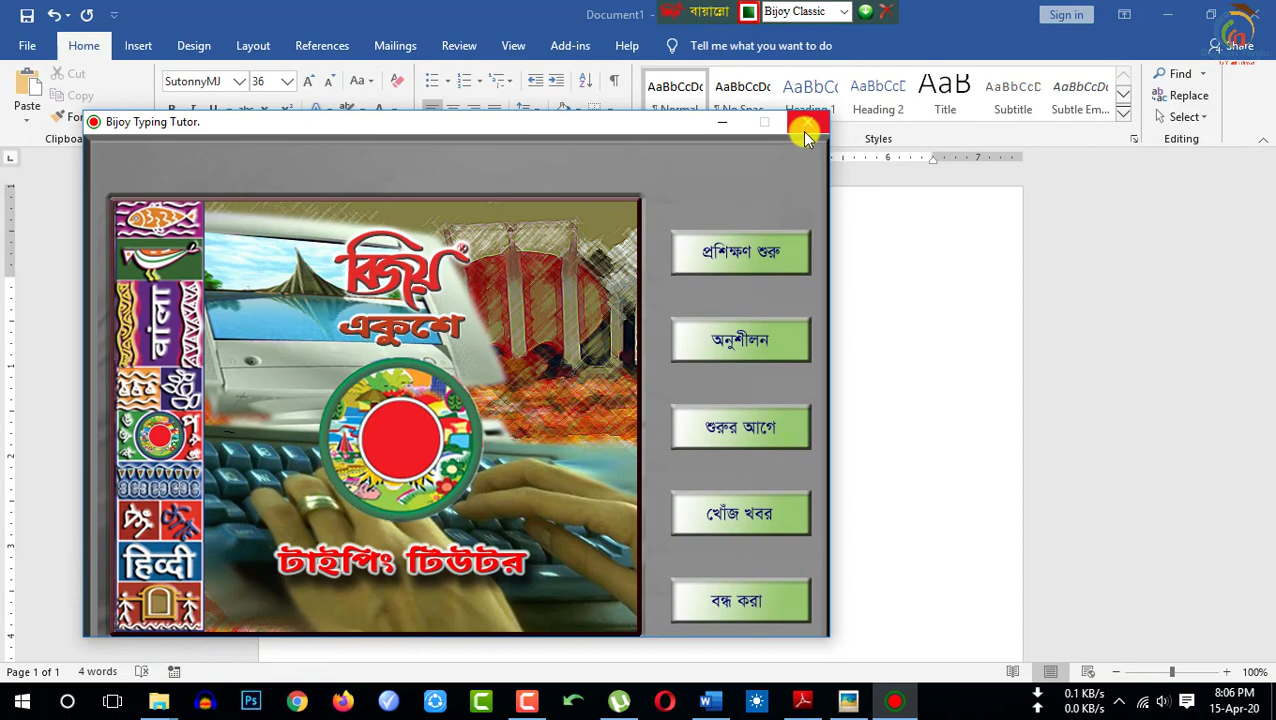 Document1 -
বায়ান্নো
Bijoy Classic
Sign in
File Home Insert Design Layout References Mailings Review View Add-ins Help Tell me what you want to do Share
Paste
Cut
Copy
SutonnyMJ 36
Aa
AaBbCcDc AaBbCcDc AaBbCc AaBbCcD AaB AaBbCcD AaBbCcDc
¶ Normal ¶ No Spac... Heading 1 Heading 2 Title Subtitle Subtle Em...
Find
Replace
Select
Styles
Editing
Bijoy Typing Tutor.
6 7
বিজয়
একুশে
বাংলা
हिन्दी
টাইপিং টিউটর
প্রশিক্ষণ শুরু
অনুশীলন
শুরুর আগে
খোঁজ খবর
বন্ধ করা
Page 1 of 1 4 words
100%
0.1 KB/s
0.0 KB/s
8:06 PM
15-Apr-20